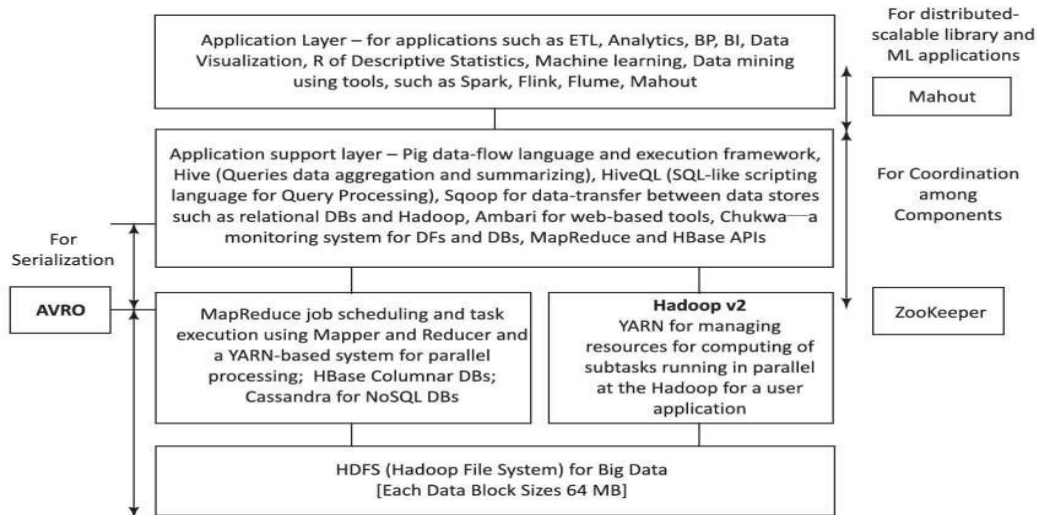 Application Layer – for applications such as ETL, Analytics, BP, BI, Data
Visualization, R of Descriptive Statistics, Machine learning, Data mining
using tools, such as Spark, Flink, Flume, Mahout
For distributed-
scalable library and
ML applications
Mahout
Application support layer – Pig data-flow language and execution framework,
Hive (Queries data aggregation and summarizing), HiveQL (SQL-like scripting
language for Query Processing), Sqoop for data-transfer between data stores
such as relational DBs and Hadoop, Ambari for web-based tools, Chukwa—a
a monitoring system for DFs and DBs, MapReduce and HBase APIs
For Coordination
among
Components
ZooKeeper
For
Serialization
AVRO
MapReduce job scheduling and task
execution using Mapper and Reducer and
a YARN-based system for parallel
processing; HBase Columnar DBs;
Cassandra for NoSQL DBs
Hadoop v2
YARN for managing
resources for computing of
subtasks running in parallel
at the Hadoop for a user
application
HDFS (Hadoop File System) for Big Data
[Each Data Block Sizes 64 MB]